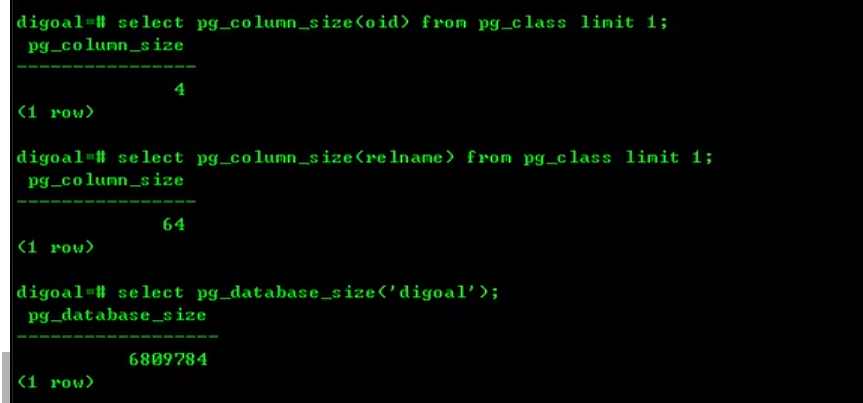 digoal=# select pg_column_size(oid) from pg_class limit 1;
pg_column_size
----------------
4
(1 row)
digoal=# select pg_column_size(relname) from pg_class limit 1;
pg_column_size
----------------
64
(1 row)
digoal=# select pg_database_size('digoal');
pg_database_size
------------------
6809784
(1 row)